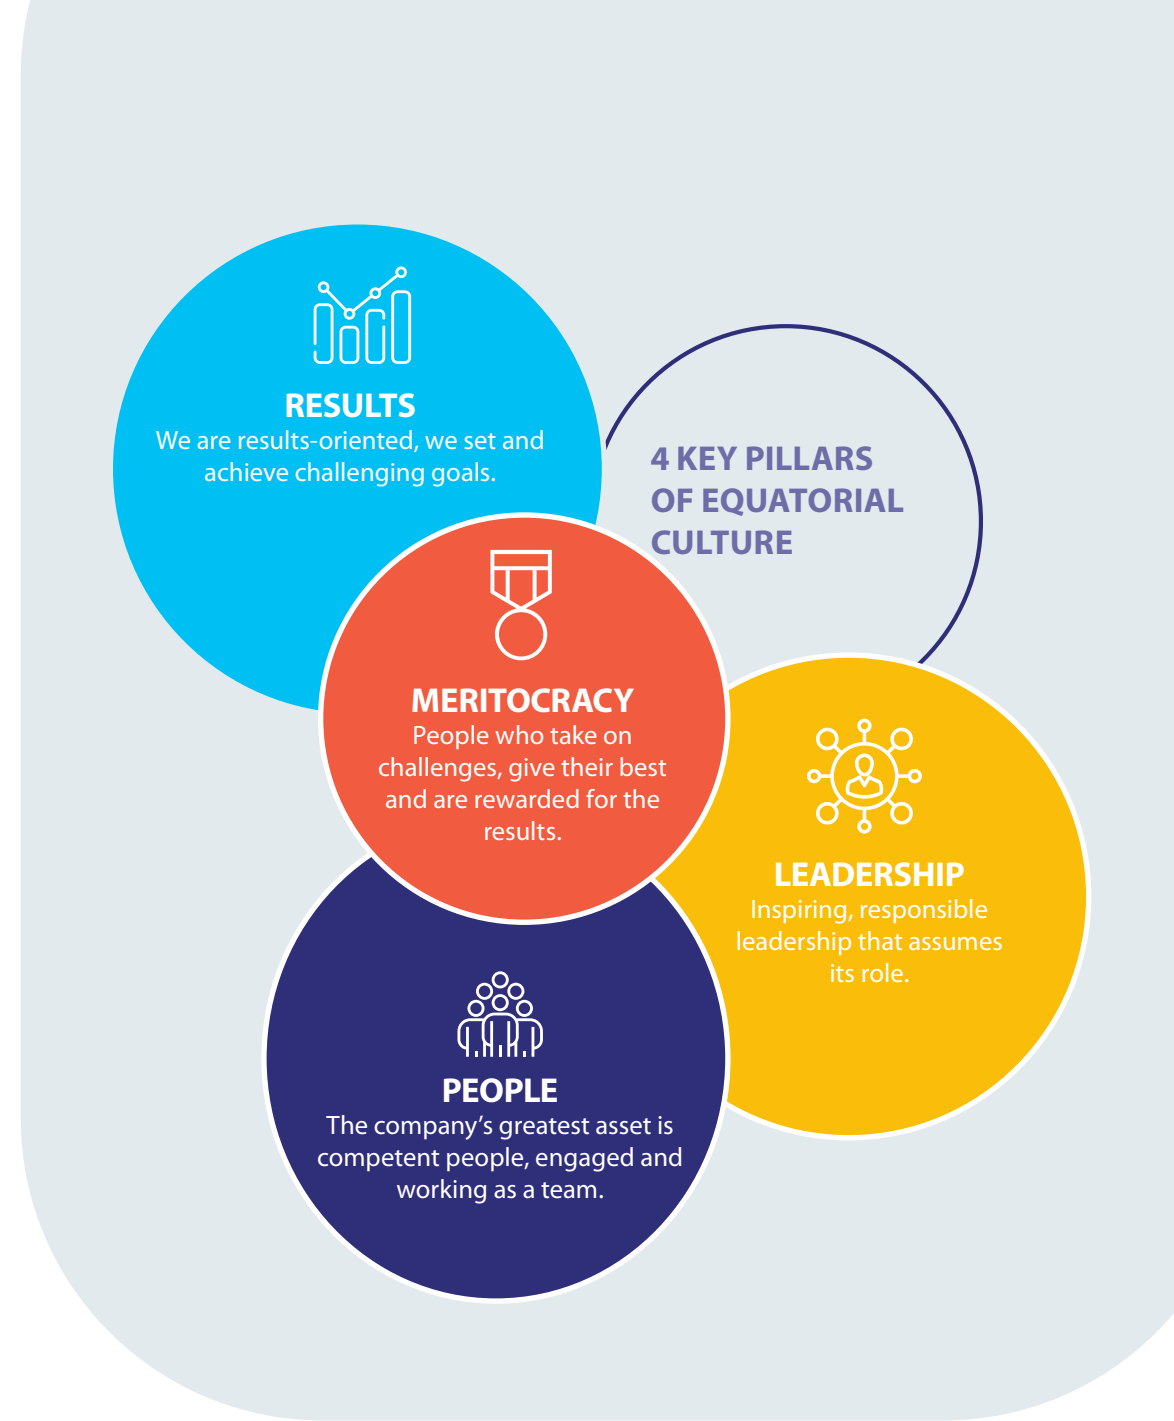 RESULTS
We are results-oriented, we set and
achieve challenging goals.
4 KEY PILLARS
OF EQUATORIAL
CULTURE
MERITOCRACY
People who take on
challenges, give their best
and are rewarded for the
results.
LEADERSHIP
Inspiring, responsible
leadership that assumes
its role.
PEOPLE
The company’s greatest asset is
competent people, engaged and
working as a team.